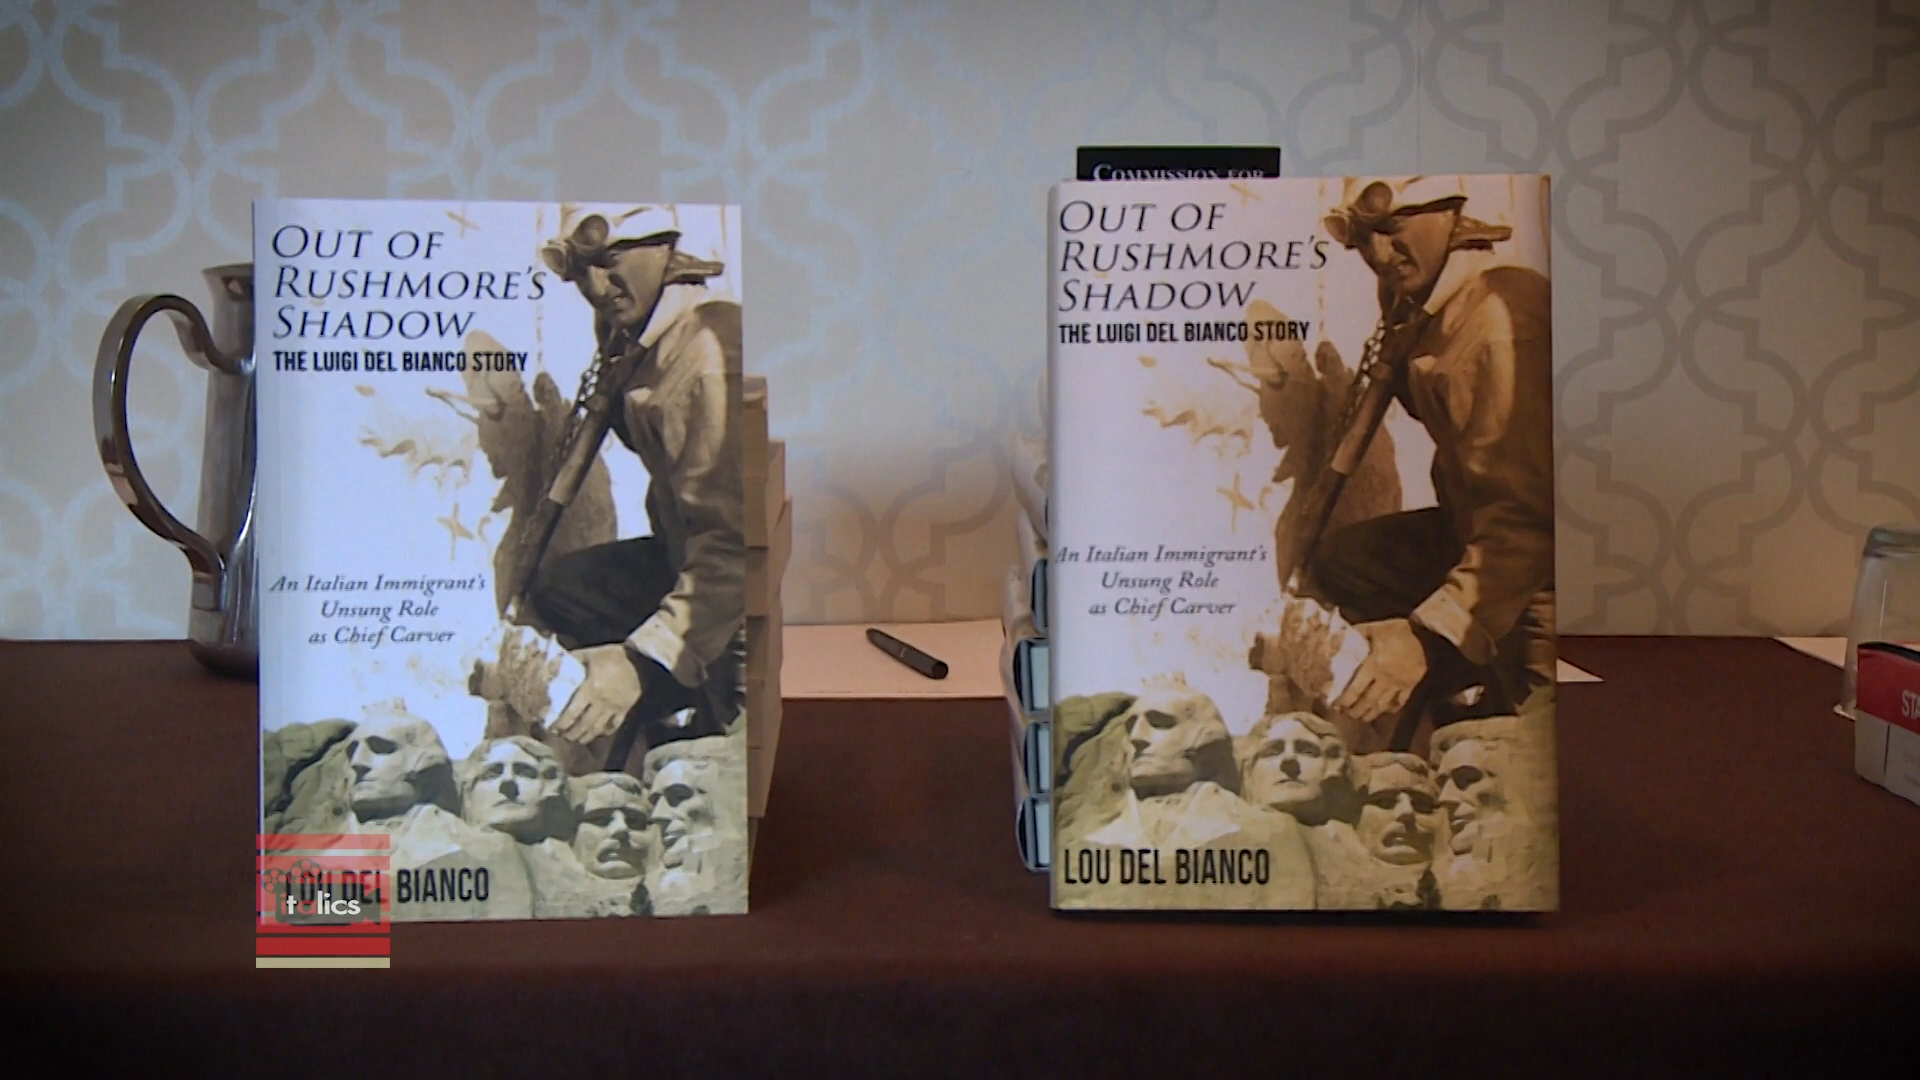 OUT OF
RUSHMORE'S
SHADOW
THE LUIGI DEL BIANCO STORY
An Italian Immigrant's
Unsung Role
as Chief Carver
LOU DEL BIANCO
italics
COMMISSION FOR
OUT OF
RUSHMORE'S
SHADOW
THE LUIGI DEL BIANCO STORY
An Italian Immigrant's
Unsung Role
as Chief Carver
LOU DEL BIANCO